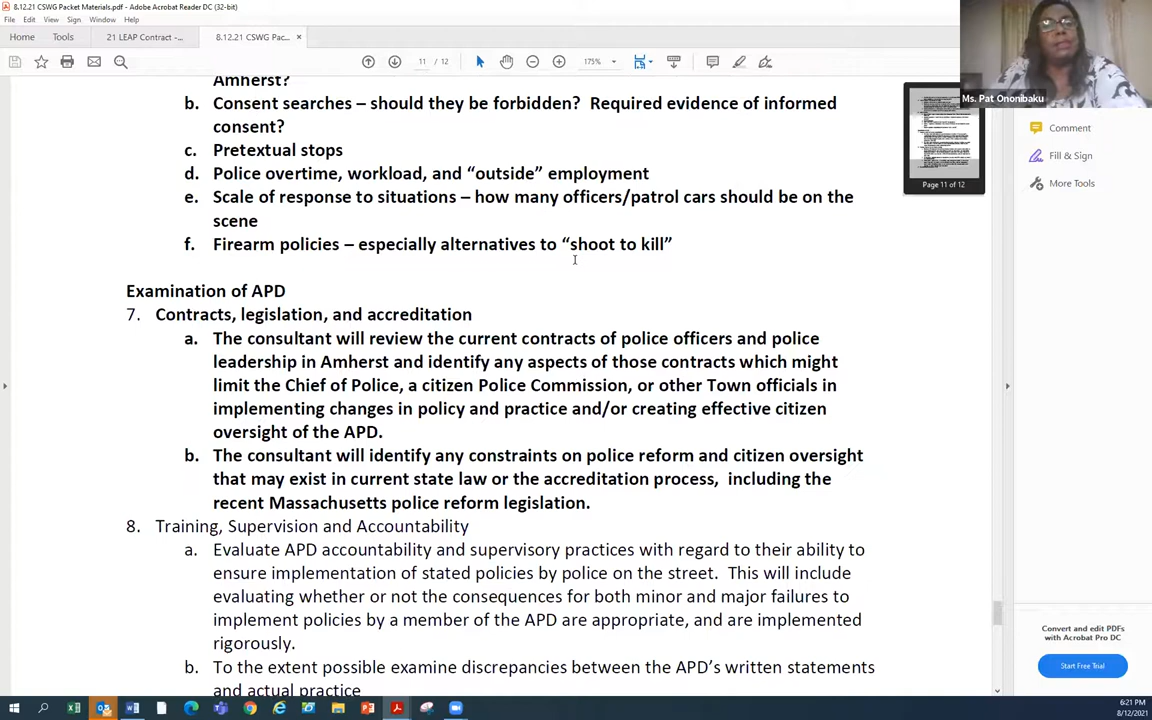 8.12.21 CSWG Packet Materials.pdf - Adobe Acrobat Reader DC (32-bit)
File Edit View Sign Window Help
Home Tools 21 LEAP Contract -... 8.12.21 CSWG Pac... ×
11 / 12 175%
Ms. Pat Ononibaku
Amherst?
b. Consent searches – should they be forbidden? Required evidence of informed
consent?
c. Pretextual stops
d. Police overtime, workload, and “outside” employment
e. Scale of response to situations – how many officers/patrol cars should be on the
scene
f. Firearm policies – especially alternatives to “shoot to kill”
Examination of APD
7. Contracts, legislation, and accreditation
a. The consultant will review the current contracts of police officers and police
leadership in Amherst and identify any aspects of those contracts which might
limit the Chief of Police, a citizen Police Commission, or other Town officials in
implementing changes in policy and practice and/or creating effective citizen
oversight of the APD.
b. The consultant will identify any constraints on police reform and citizen oversight
that may exist in current state law or the accreditation process, including the
recent Massachusetts police reform legislation.
8. Training, Supervision and Accountability
a. Evaluate APD accountability and supervisory practices with regard to their ability to
ensure implementation of stated policies by police on the street. This will include
evaluating whether or not the consequences for both minor and major failures to
implement policies by a member of the APD are appropriate, and are implemented
rigorously.
b. To the extent possible examine discrepancies between the APD’s written statements
and actual practice
Page 11 of 12
Comment
Fill & Sign
More Tools
Convert and edit PDFs
with Acrobat Pro DC
Start Free Trial
6:21 PM
8/12/2021